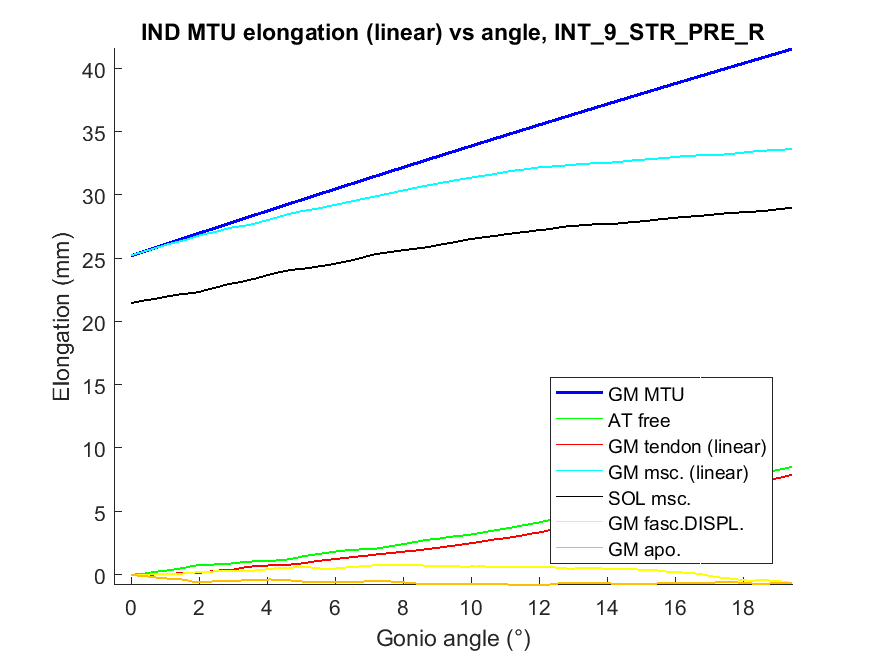 IND MTU elongation (linear) vs angle, INT_9_STR_PRE_R
40
35
30
25
20
15
10
5
0
Elongation (mm)
GM MTU
AT free
GM tendon (linear)
GM msc. (linear)
SOL msc.
GM fasc.DISPL.
GM apo.
0 2 4 6 8 10 12 14 16 18
Gonio angle (°)